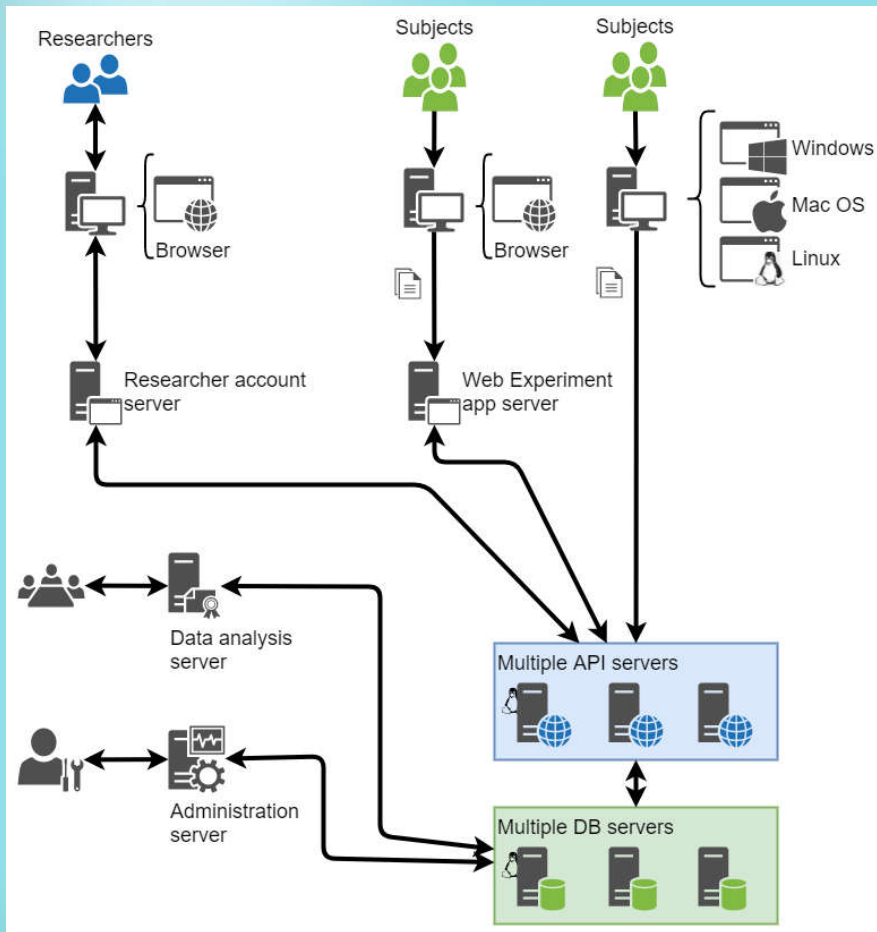 Researchers
Subjects
Subjects
Windows
Mac OS
Linux
Browser
Browser
Researcher account
server
Web Experiment
app server
Data analysis
server
Multiple API servers
Administration
server
Multiple DB servers